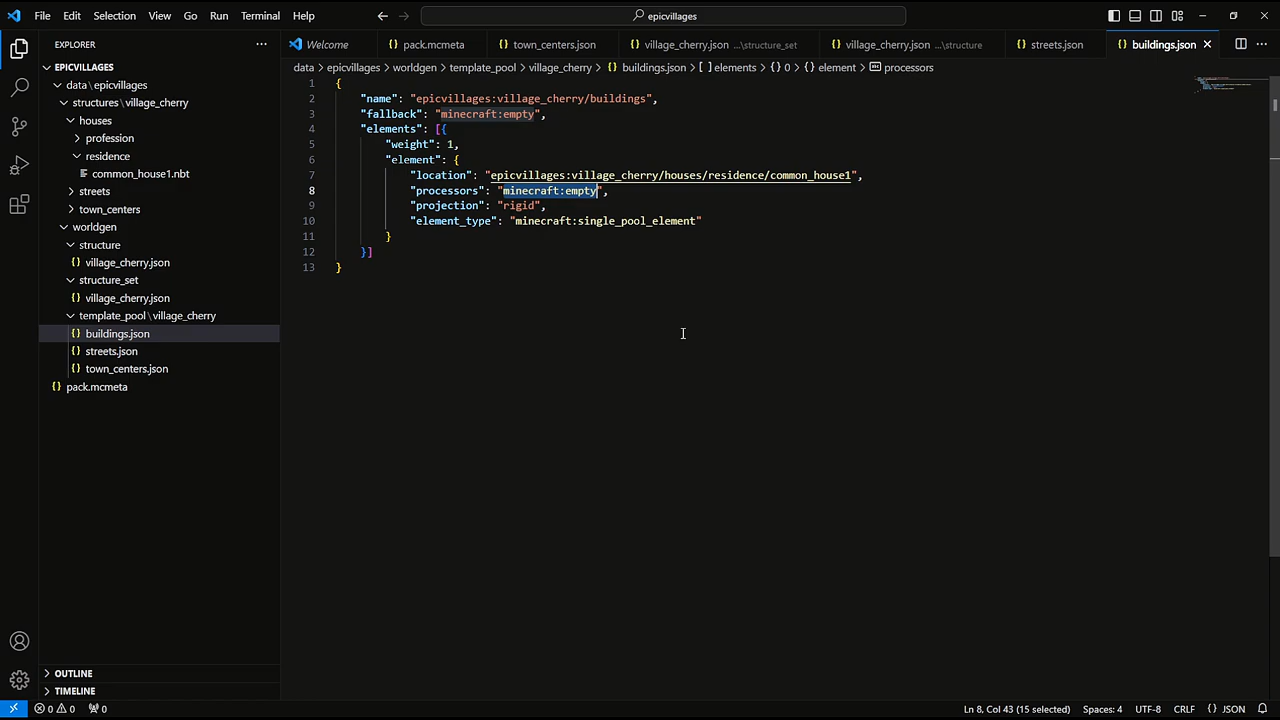 File Edit Selection View Go Run Terminal Help
epicvillages
EXPLORER
Welcome
pack.mcmeta
town_centers.json
village_cherry.json ...\structure_set
village_cherry.json ...\structure
streets.json
buildings.json
data > epicvillages > worldgen > template_pool > village_cherry > {} buildings.json > [ ] elements > {} 0 > {} element > processors
EPICVILLAGES
data\epicvillages
structures\village_cherry
houses
profession
residence
common_house1.nbt
streets
town_centers
worldgen
structure
{} village_cherry.json
structure_set
{} village_cherry.json
template_pool\village_cherry
{} buildings.json
{} streets.json
{} town_centers.json
{} pack.mcmeta
OUTLINE
TIMELINE
1 {
2 "name": "epicvillages:village_cherry/buildings",
3 "fallback": "minecraft:empty",
4 "elements": [{
5 "weight": 1,
6 "element": {
7 "location": "epicvillages:village_cherry/houses/residence/common_house1",
8 "processors": "minecraft:empty",
9 "projection": "rigid",
10 "element_type": "minecraft:single_pool_element"
11 }
12 }]
13 }
0 0 0 Ln 8, Col 43 (15 selected) Spaces: 4 UTF-8 CRLF {} JSON